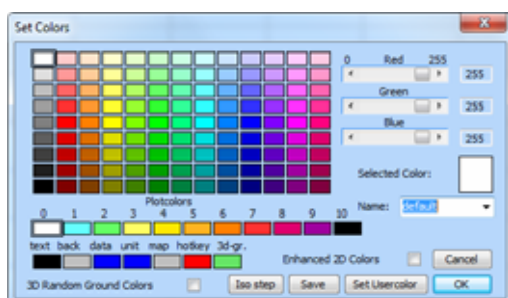 Set Colors
0 Red 255
255
Green
255
Blue
255
Selected Color:
Plotcolors
0 1 2 3 4 5 6 7 8 9 10
Name: default
text back data unit map hotkey 3d-gr.
Enhanced 2D Colors
Cancel
3D Random Ground Colors
Iso step
Save
Set Usercolor
OK